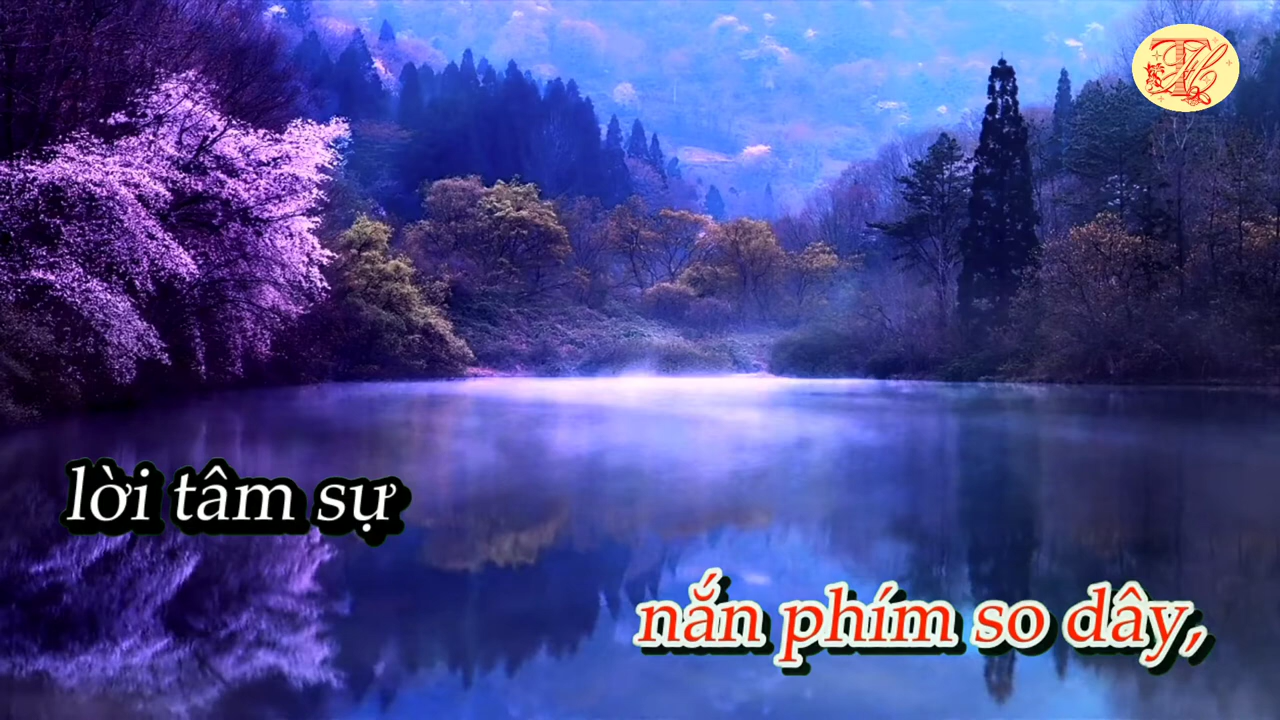 lời tâm sự
nắn phím so dây,